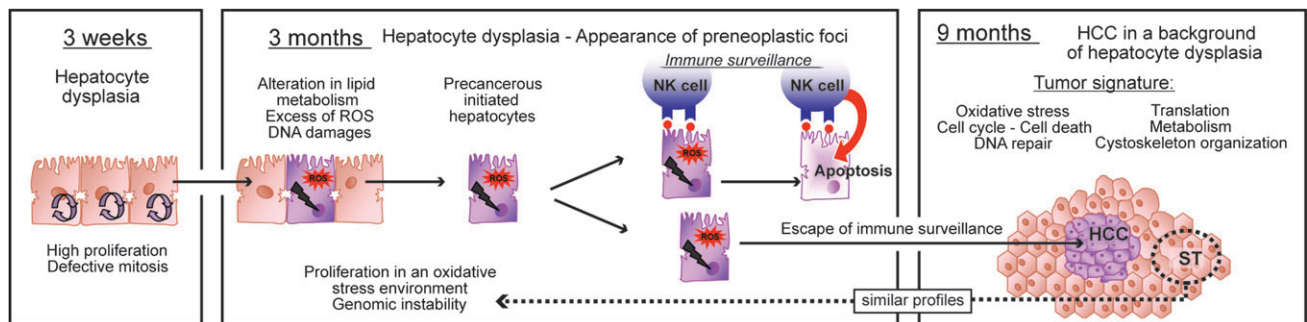 3 weeks
Hepatocyte
dysplasia
High proliferation
Defective mitosis
3 months
Hepatocyte dysplasia - Appearance of preneoplastic foci
Alteration in lipid
metabolism
Excess of ROS
DNA damages
ROS
Precancerous
initiated
hepatocytes
ROS
Immune surveillance
NK cell
NK cell
ROS
Apoptosis
ROS
Escape of immune surveillance
Proliferation in an oxidative
stress environment
Genomic instability
similar profiles
9 months
HCC in a background
of hepatocyte dysplasia
Tumor signature:
Oxidative stress
Cell cycle - Cell death
DNA repair
Translation
Metabolism
Cystoskeleton organization
HCC
ST